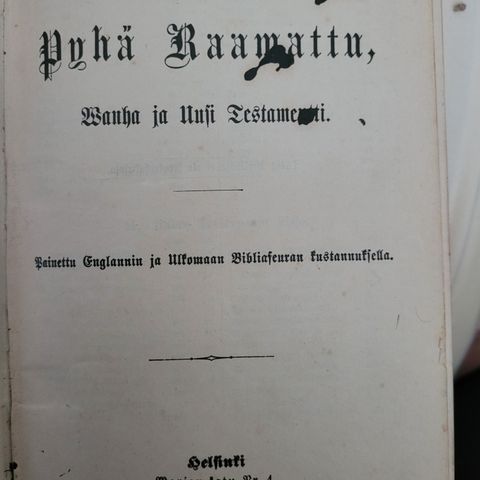 Pyhä Raamattu,
Wanha ja Uusi Testamentti.
Painettu Englannin ja Ulkomaan Bibliaseuran kustannuksella.
Helsinki